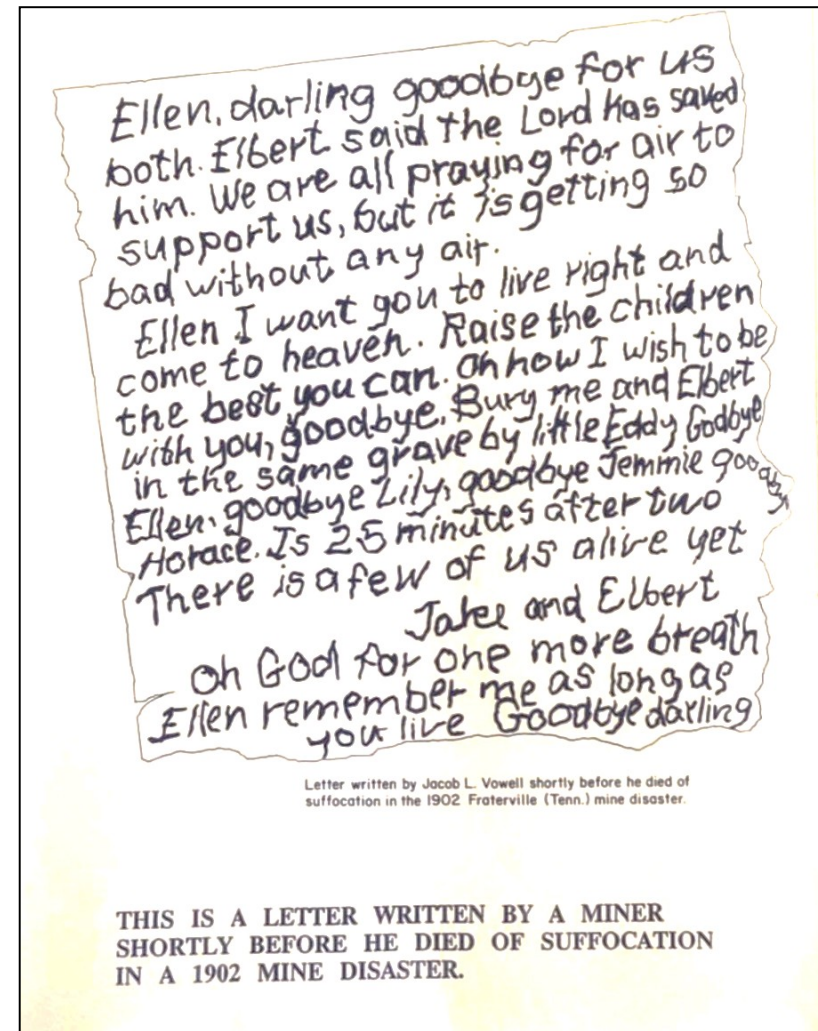 Ellen, darling goodbye for us
both. Elbert said the Lord has saved
him. We are all praying for air to
support us, but it is getting so
bad without any air.
Ellen I want you to live right and
come to heaven. Raise the children
the best you can. Oh how I wish to be
with you, goodbye. Bury me and Elbert
in the same grave by little Eddy Godbye
Ellen, goodbye Lily, goodbye Jemmie goodby
Horace. Is 25 minutes after two
There is a few of us alive yet
Jake and Elbert
Oh God for one more breath
Ellen remember me as long as
you live Goodbye darling
Letter written by Jacob L. Vowell shortly before he died of
suffocation in the 1902 Fraterville (Tenn.) mine disaster.
THIS IS A LETTER WRITTEN BY A MINER
SHORTLY BEFORE HE DIED OF SUFFOCATION
IN A 1902 MINE DISASTER.